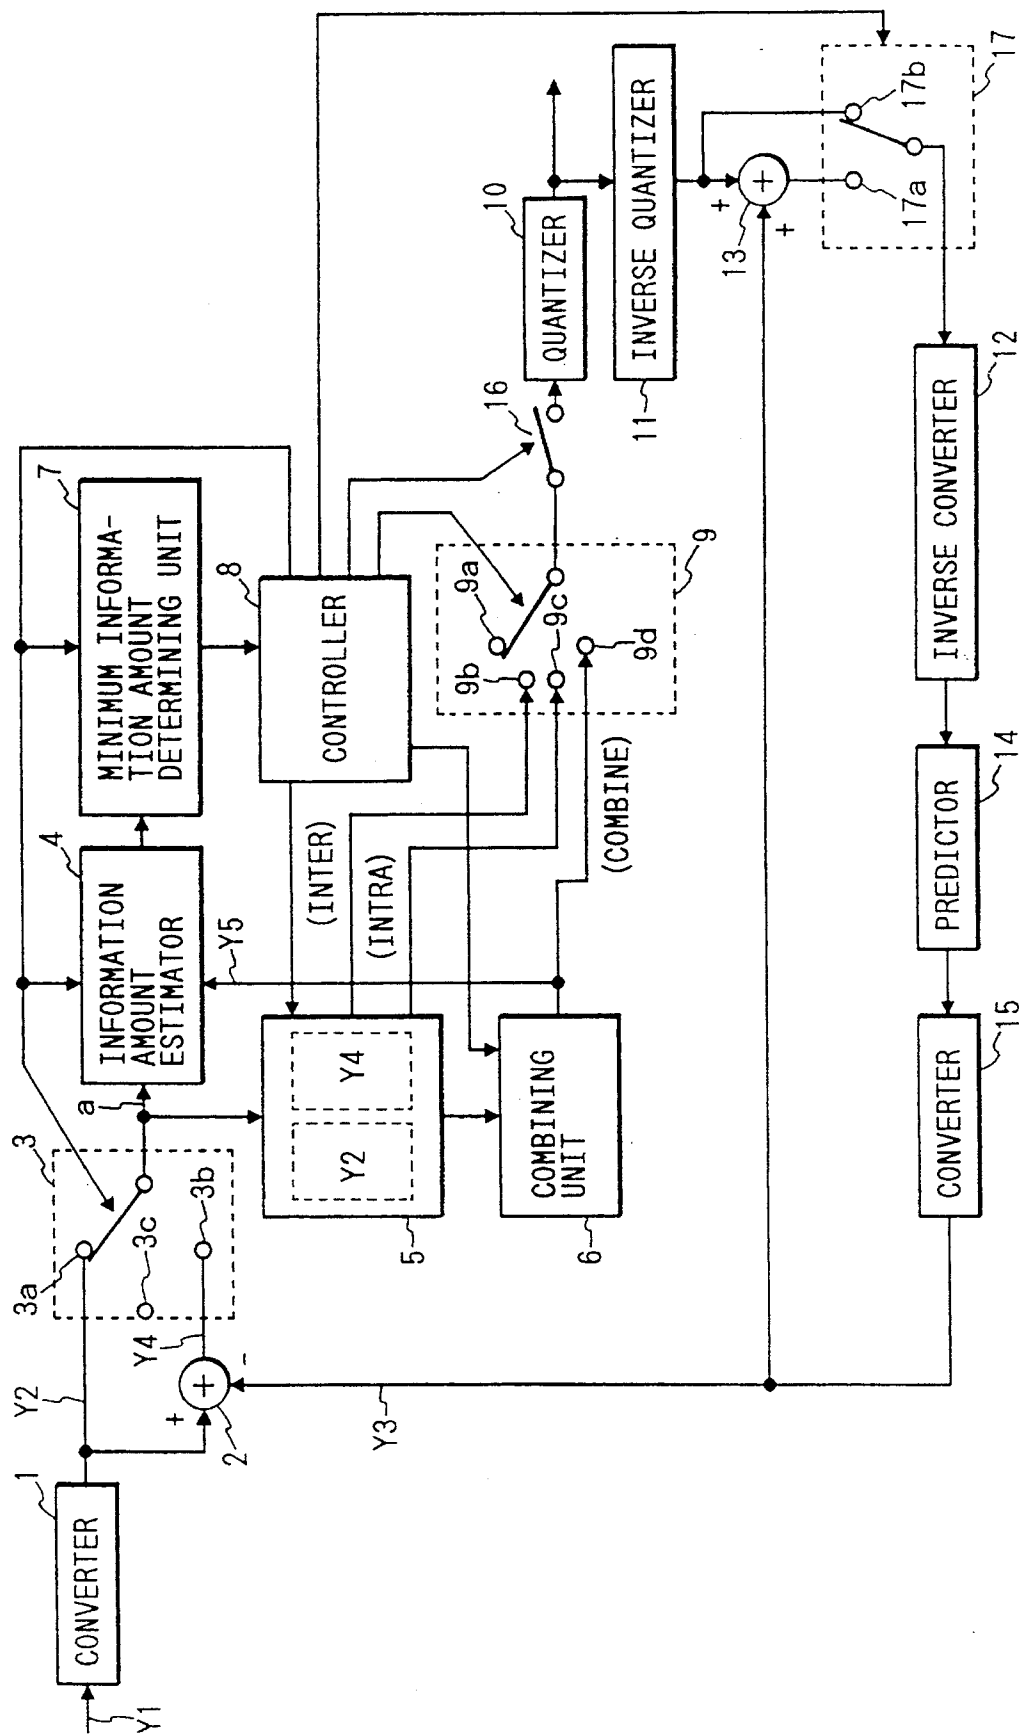 Y1
CONVERTER
1
Y2
+
2
-
Y4
Y3
3
3a
3c
3b
a
INFORMATION
AMOUNT
ESTIMATOR
4
Y5
MINIMUM INFORMA-
TION AMOUNT
DETERMINING UNIT
7
Y2
Y4
5
COMBINING
UNIT
6
CONTROLLER
8
(INTER)
(INTRA)
(COMBINE)
9a
9b
9c
9d
9
16
QUANTIZER
10
INVERSE QUANTIZER
11
+
+
13
17a
17b
17
INVERSE CONVERTER
12
PREDICTOR
14
CONVERTER
15